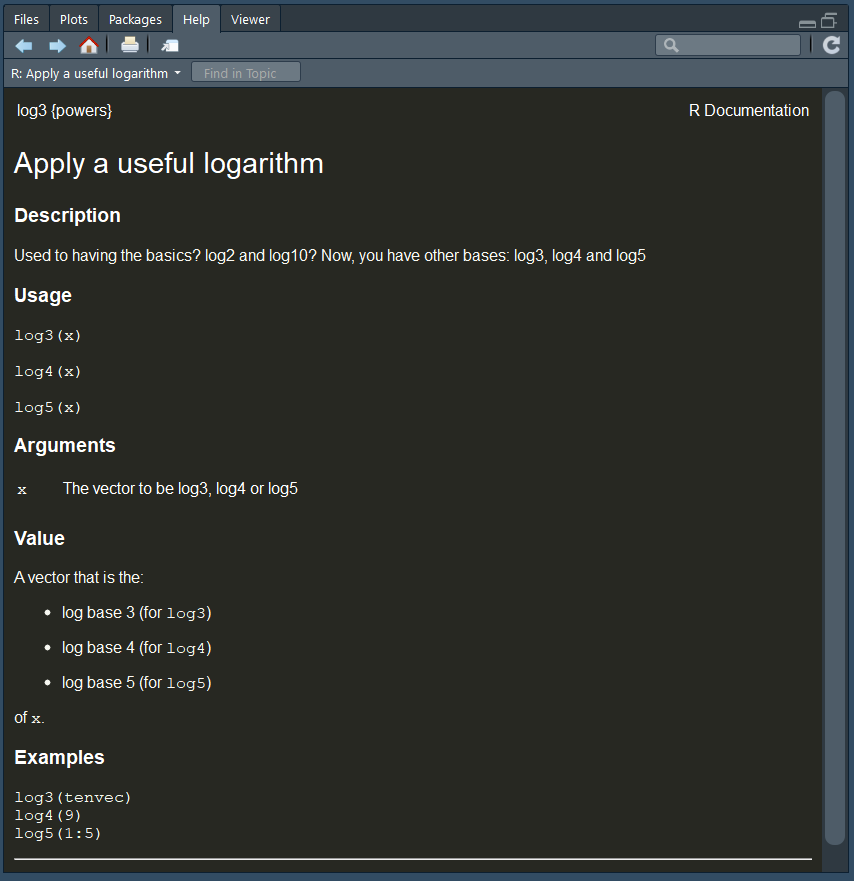 Files Plots Packages Help Viewer
R: Apply a useful logarithm Find in Topic
log3 {powers} R Documentation
Apply a useful logarithm
Description
Used to having the basics? log2 and log10? Now, you have other bases: log3, log4 and log5
Usage
log3(x)
log4(x)
log5(x)
Arguments
x The vector to be log3, log4 or log5
Value
A vector that is the:
• log base 3 (for log3)
• log base 4 (for log4)
• log base 5 (for log5)
of x.
Examples
log3(tenvec)
log4(9)
log5(1:5)